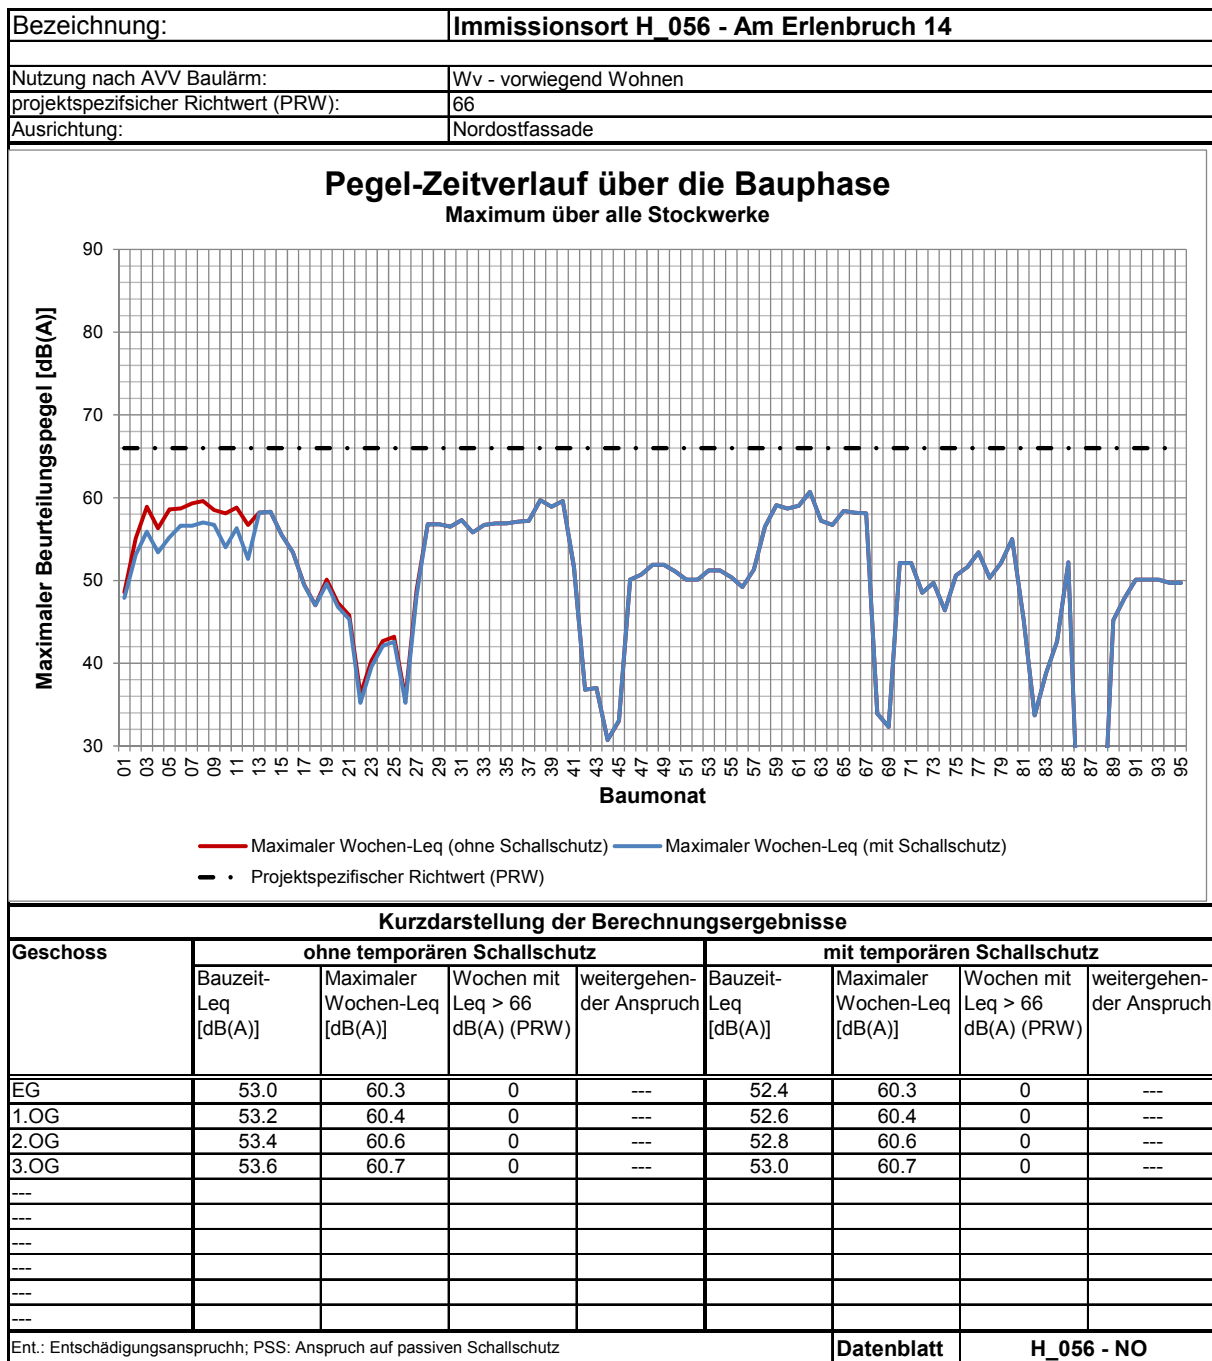 Bezeichnung: Immissionsort H_056 - Am Erlenbruch 14
Nutzung nach AVV Baulärm: Wv - vorwiegend Wohnen
projektspezifsicher Richtwert (PRW): 66
Ausrichtung: Nordostfassade
Pegel-Zeitverlauf über die Bauphase
Maximum über alle Stockwerke
Maximaler Beurteilungspegel [dB(A)]
90
80
70
60
50
40
30
01 03 05 07 09 11 13 15 17 19 21 23 25 27 29 31 33 35 37 39 41 43 45 47 49 51 53 55 57 59 61 63 65 67 69 71 73 75 77 79 81 83 85 87 89 91 93 95
Baumonat
Maximaler Wochen-Leq (ohne Schallschutz) Maximaler Wochen-Leq (mit Schallschutz)
Projektspezifischer Richtwert (PRW)
Kurzdarstellung der Berechnungsergebnisse
Geschoss ohne temporären Schallschutz mit temporären Schallschutz
Bauzeit- Maximaler Wochen mit weitergehen- Bauzeit- Maximaler Wochen mit weitergehen-
Leq Wochen-Leq Leq > 66 der Anspruch Leq Wochen-Leq Leq > 66 der Anspruch
[dB(A)] [dB(A)] dB(A) (PRW) [dB(A)] [dB(A)] dB(A) (PRW)
EG 53.0 60.3 0 --- 52.4 60.3 0 ---
1.OG 53.2 60.4 0 --- 52.6 60.4 0 ---
2.OG 53.4 60.6 0 --- 52.8 60.6 0 ---
3.OG 53.6 60.7 0 --- 53.0 60.7 0 ---
---
---
---
---
---
---
Ent.: Entschädigungsanspruchh; PSS: Anspruch auf passiven Schallschutz Datenblatt H_056 - NO